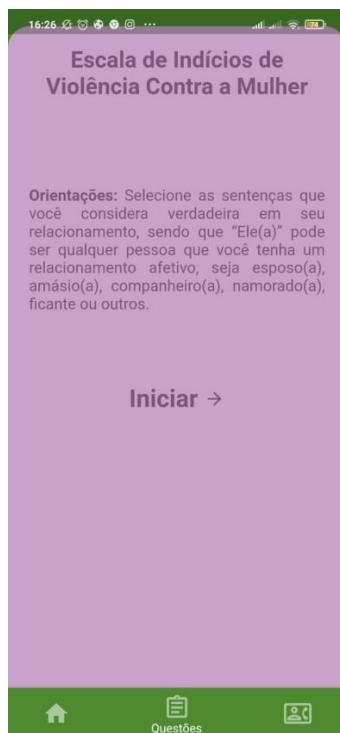 16:26
74
Escala de Indícios de
Violência Contra a Mulher
Orientações: Selecione as sentenças que
você considera verdadeira em seu
relacionamento, sendo que “Ele(a)” pode
ser qualquer pessoa que você tenha um
relacionamento afetivo, seja esposo(a),
amásio(a), companheiro(a), namorado(a),
ficante ou outros.
Iniciar →
Questões